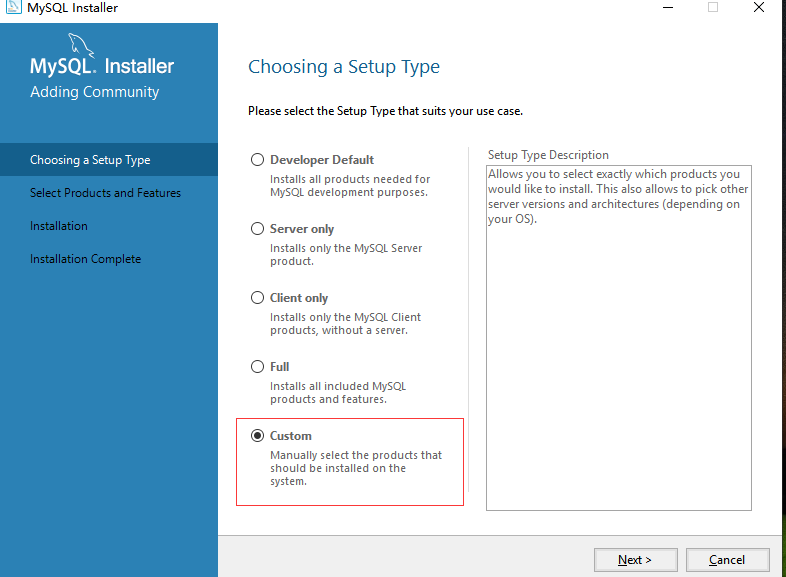 MySQL Installer
MySQL. Installer
Adding Community
Choosing a Setup Type
Select Products and Features
Installation
Installation Complete
Choosing a Setup Type
Please select the Setup Type that suits your use case.
Developer Default
Installs all products needed for
MySQL development purposes.
Server only
Installs only the MySQL Server
product.
Client only
Installs only the MySQL Client
products, without a server.
Full
Installs all included MySQL
products and features.
Custom
Manually select the products that
should be installed on the
system.
Setup Type Description
Allows you to select exactly which products you
would like to install. This also allows to pick other
server versions and architectures (depending on
your OS).
Next >
Cancel